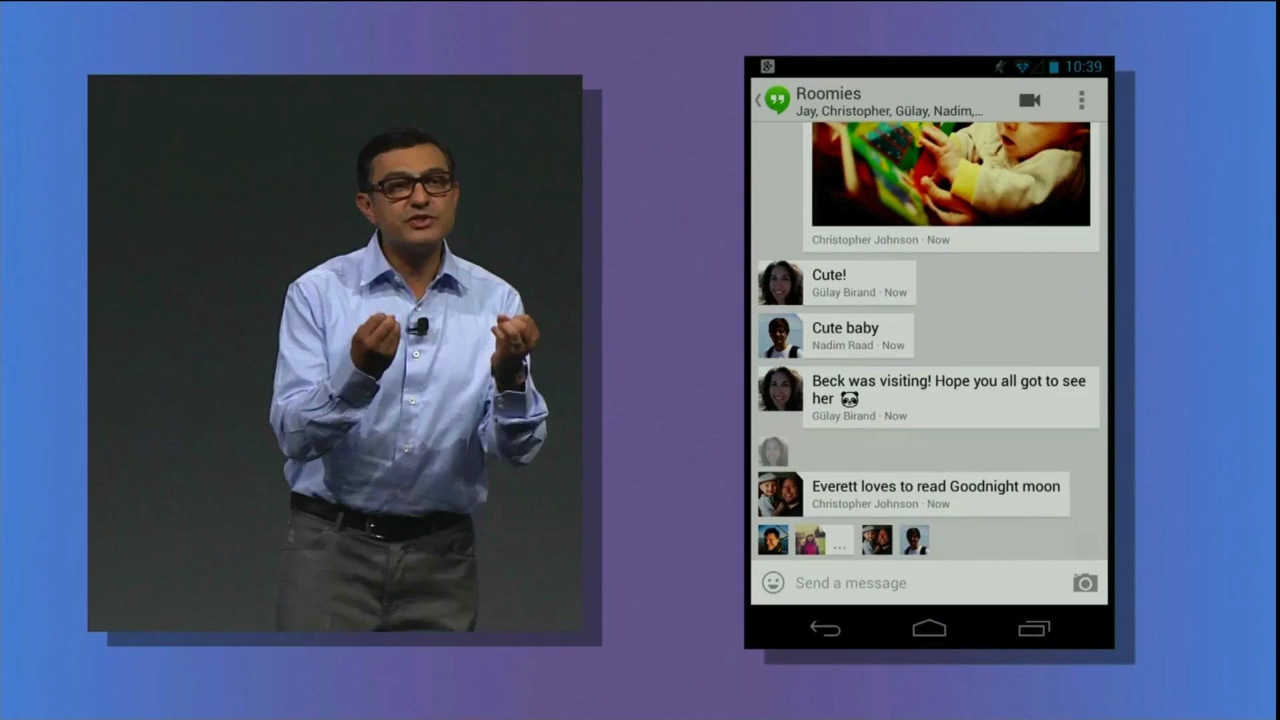 10:39
Roomies
Jay, Christopher, Gülay, Nadim,...
Christopher Johnson · Now
Cute!
Gülay Birand · Now
Cute baby
Nadim Raad · Now
Beck was visiting! Hope you all got to see
her 🐼
Gülay Birand · Now
Everett loves to read Goodnight moon
Christopher Johnson · Now
...
Send a message